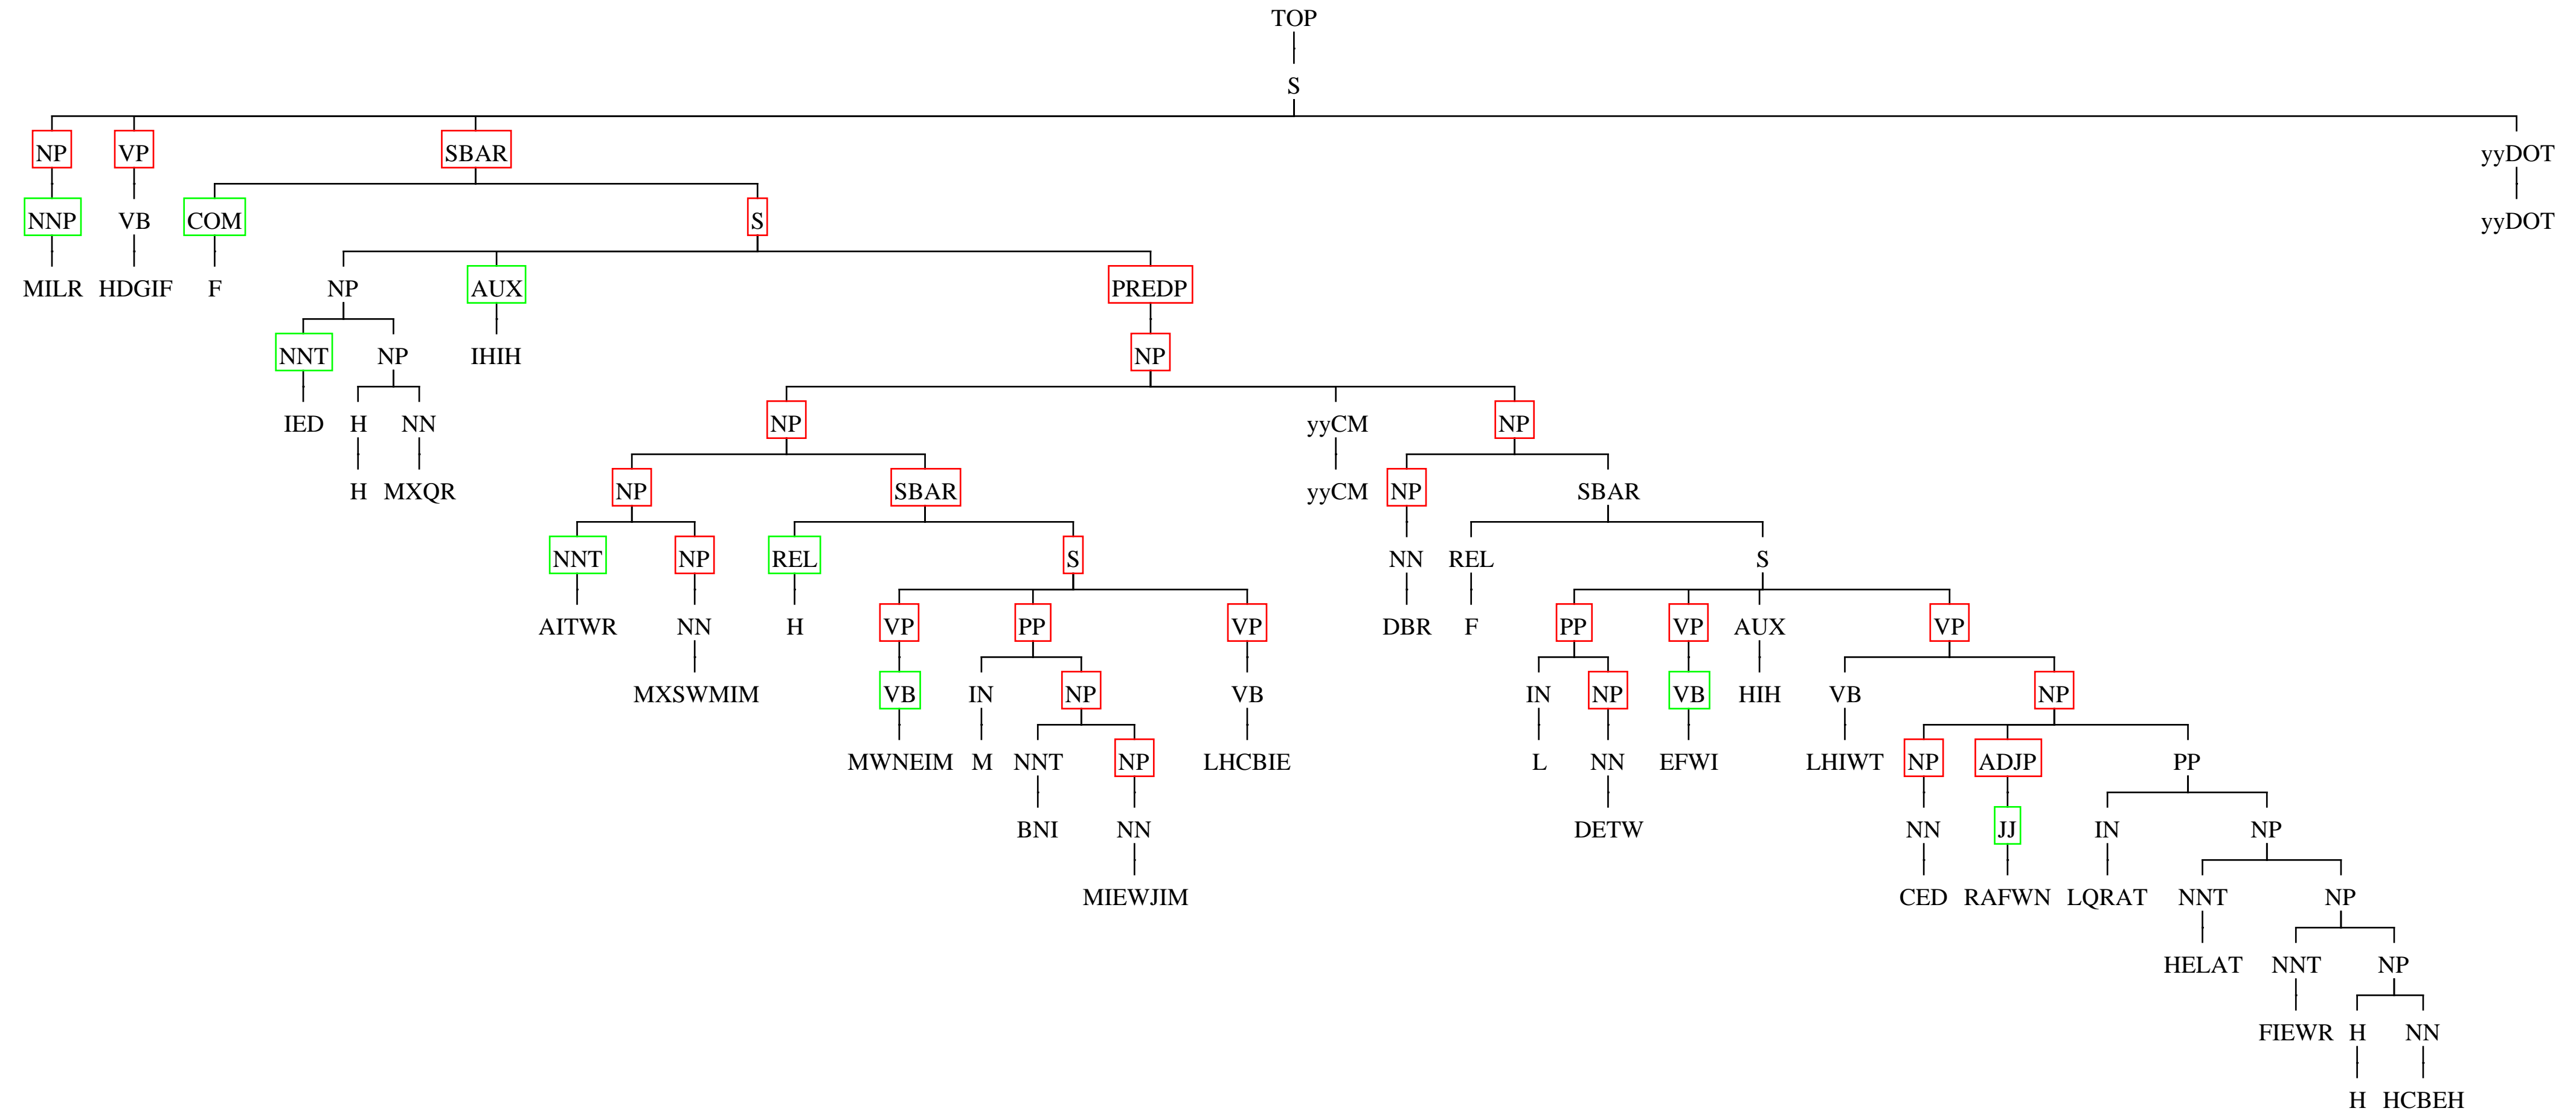 TOP
S
NP VP SBAR yyDOT
NNP VB COM S yyDOT
MILR HDGIF F NP AUX PREDP
NNT NP IHIH NP
IED H NN NP yyCM NP
H MXQR NP SBAR yyCM NP SBAR
NNT NP REL S NN REL S
AITWR NN H VP PP VP DBR F PP VP AUX VP
MXSWMIM VB IN NP VB IN NP VB HIH VB NP
MWNEIM M NNT NP LHCBIE L NN EFWI LHIWT NP ADJP PP
BNI NN DETW NN JJ IN NP
MIEWJIM CED RAFWN LQRAT NNT NP
HELAT NNT NP
FIEWR H NN
H HCBEH